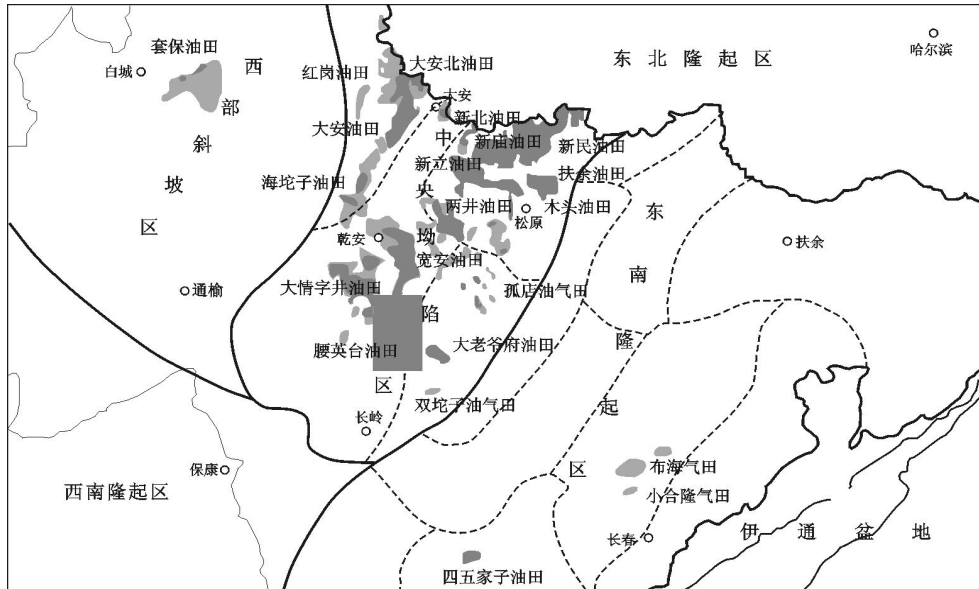 套保油田
白城
西部斜坡区
通榆
红岗油田
大安北油田
大安
大安油田
新北油田
新庙油田
新民油田
新立油田
扶余油田
海坨子油田
两井油田
木头油田
松原
乾安
宽安油田
大情字井油田
孤店油气田
腰英台油田
大老爷府油田
双坨子油气田
长岭
中央坳陷区
东北隆起区
哈尔滨
扶余
东南隆起区
保康
西南隆起区
布海气田
小合隆气田
长春
四五家子油田
伊通盆地